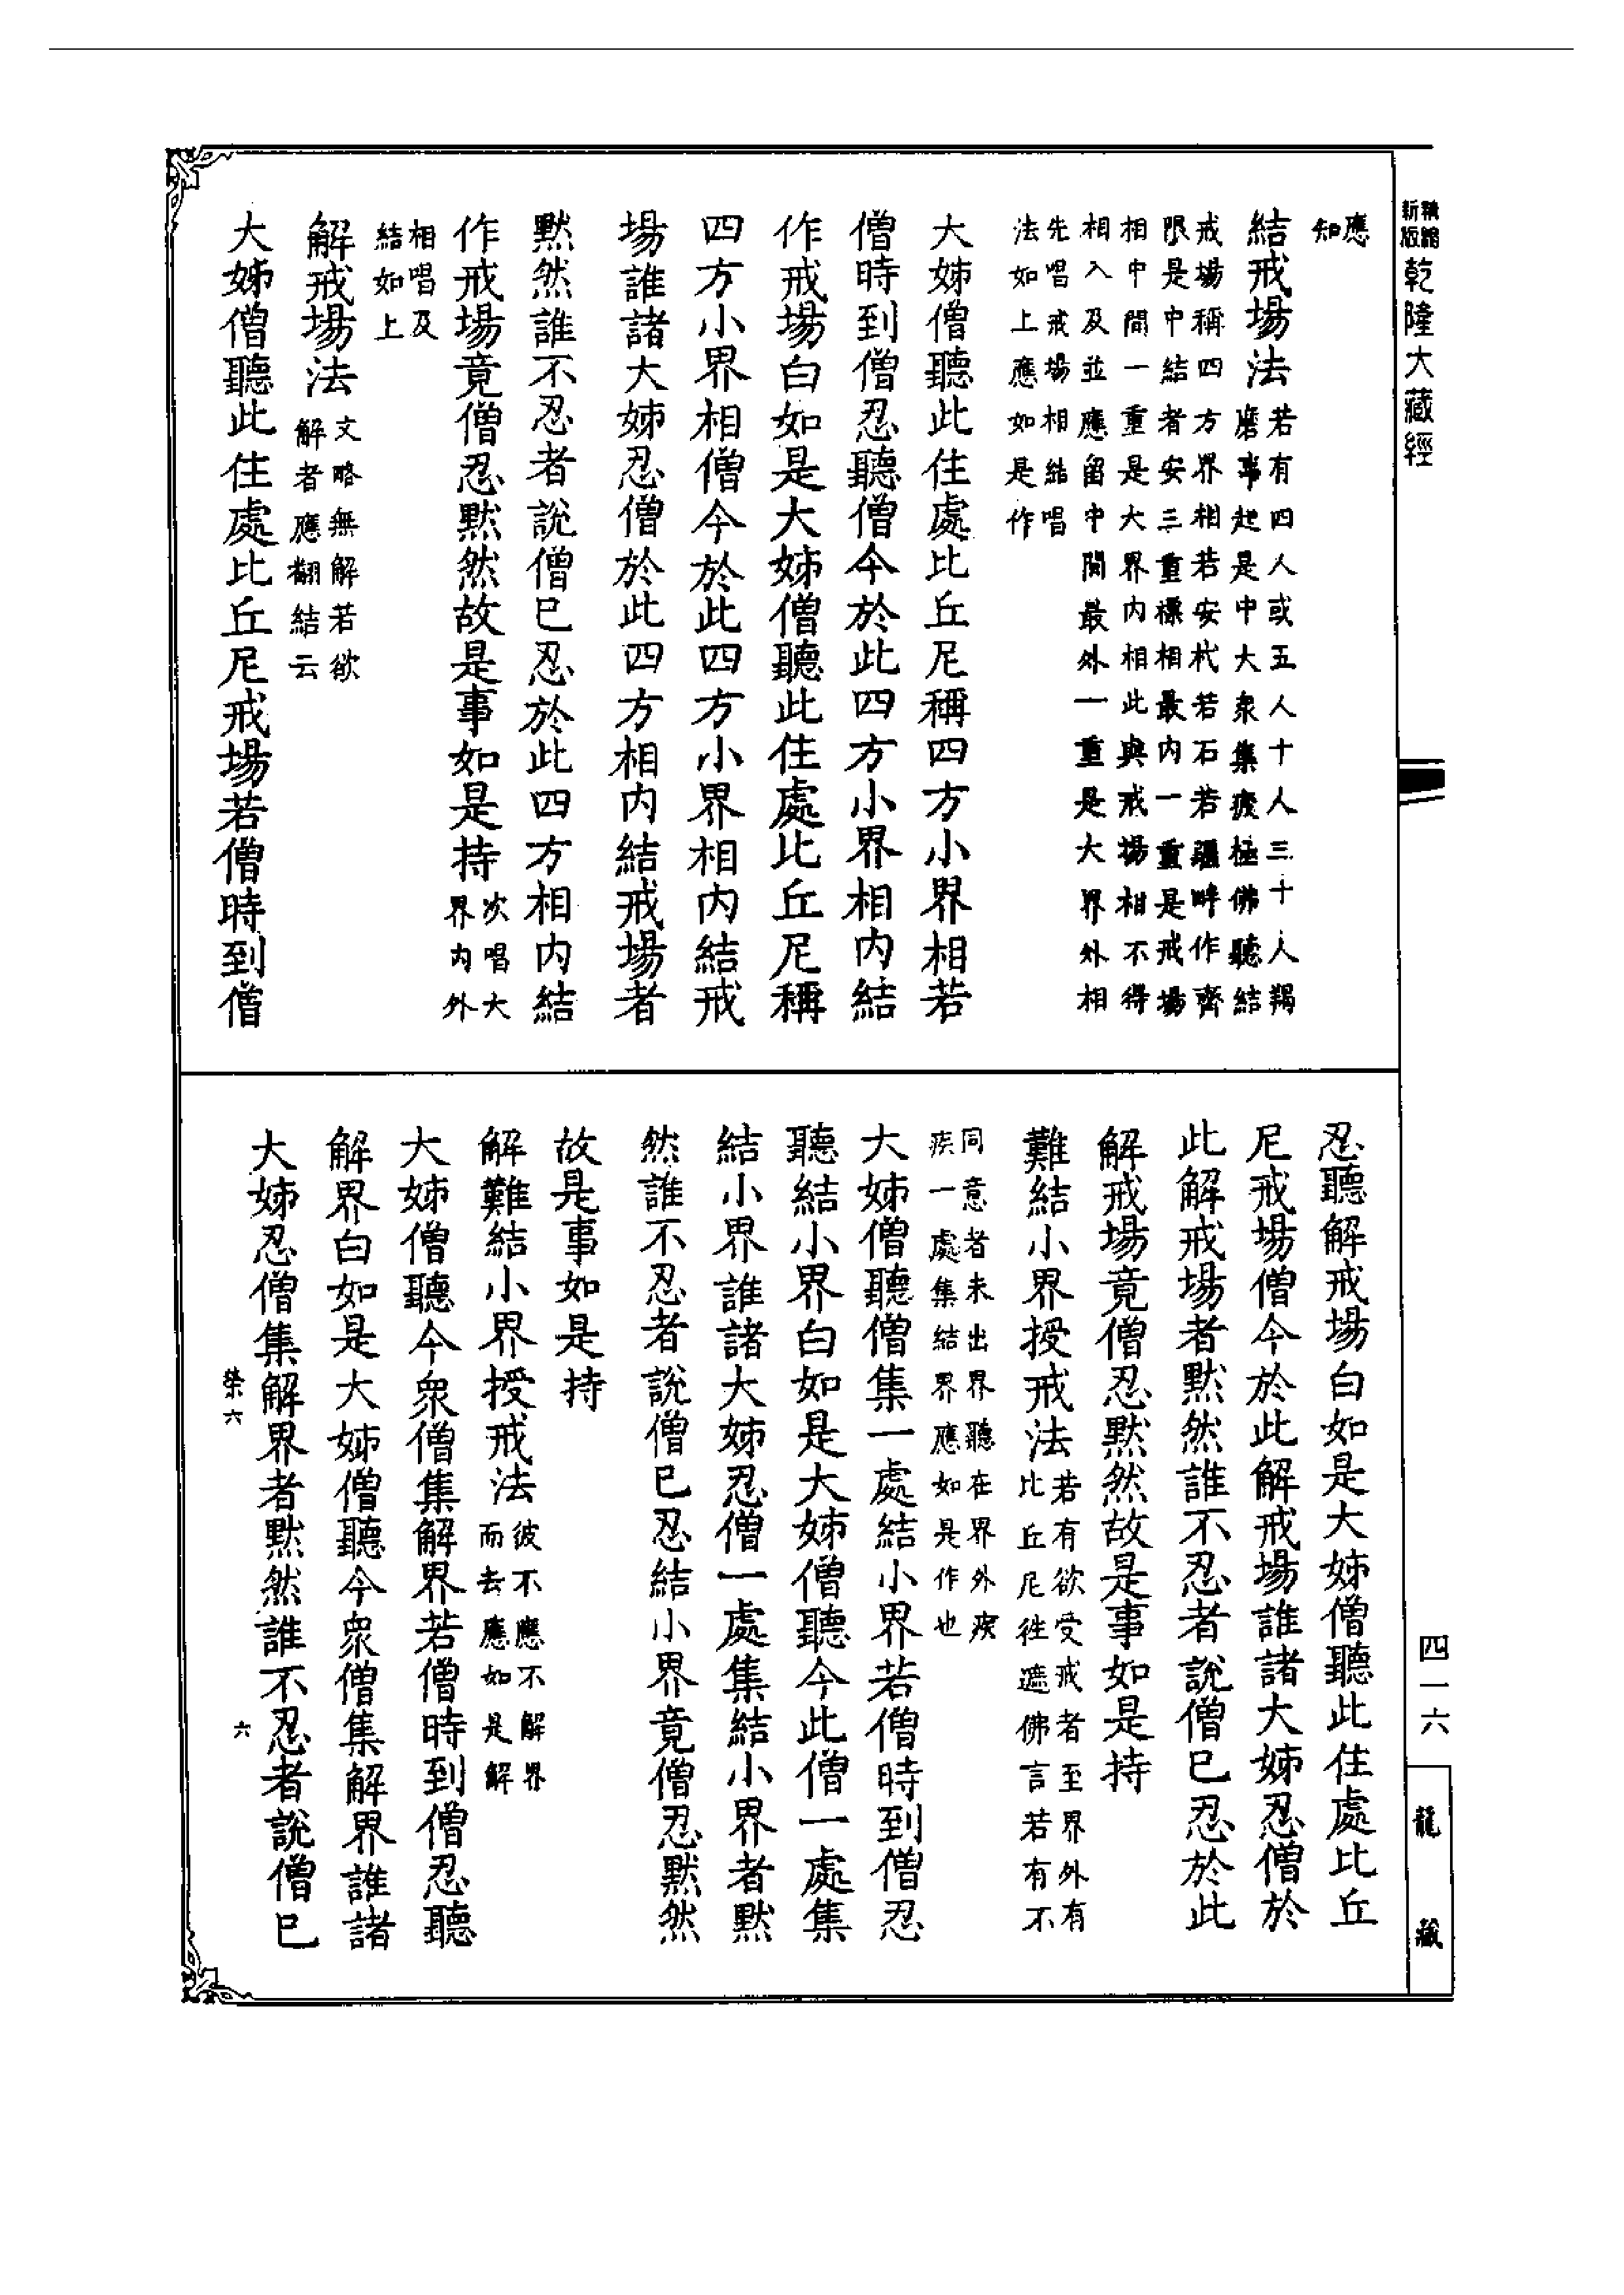 精縮
新版
乾隆大藏經
應
知
結戒場法
若有四人或五人十人三十人羯
磨事起是中大衆集疲極佛聽結
戒場稱四方界相若安杙若石若疆畔作齊
限是中結者安三重標相最內一重是戒場
相中間一重是大界內相此與戒場相不得
相入及並應留中間最外一重是大界外相
先唱戒場相結唱
法如上應如是作
大姊僧聽此住處比丘尼稱四方小界相若
僧時到僧忍聽僧今於此四方小界相內結
作戒場白如是大姊僧聽此住處比丘尼稱
四方小界相僧今於此四方小界相內結戒
場誰諸大姊忍僧於此四方相內結戒場者
默然誰不忍者說僧已忍於此四方相內結
作戒場竟僧忍默然故是事如是持
次唱大
界內外
相唱及
結如上
解戒場法
文略無解若欲
解者應翻結云
大姊僧聽此住處比丘尼戒場若僧時到僧
忍聽解戒場白如是大姊僧聽此住處比丘
尼戒場僧今於此解戒場誰諸大姊忍僧於
此解戒場者默然誰不忍者說僧已忍於此
解戒場竟僧忍默然故是事如是持
難結小界授戒法
若有欲受戒者至界外有
比丘尼徃遮佛言若有不
同意者未出界聽在界外疾
疾一處集結界應如是作也
大姊僧聽僧集一處結小界若僧時到僧忍
聽結小界白如是大姊僧聽今此僧一處集
結小界誰諸大姊忍僧一處集結小界者默
然誰不忍者說僧已忍結小界竟僧忍默然
故是事如是持
解難結小界授戒法
彼不應不解界
而去應如是解
大姊僧聽今衆僧集解界若僧時到僧忍聽
解界白如是大姊僧聽今衆僧集解界誰諸
大姊忍僧集解界者默然誰不忍者說僧已
榮六
六
四一六
龍藏